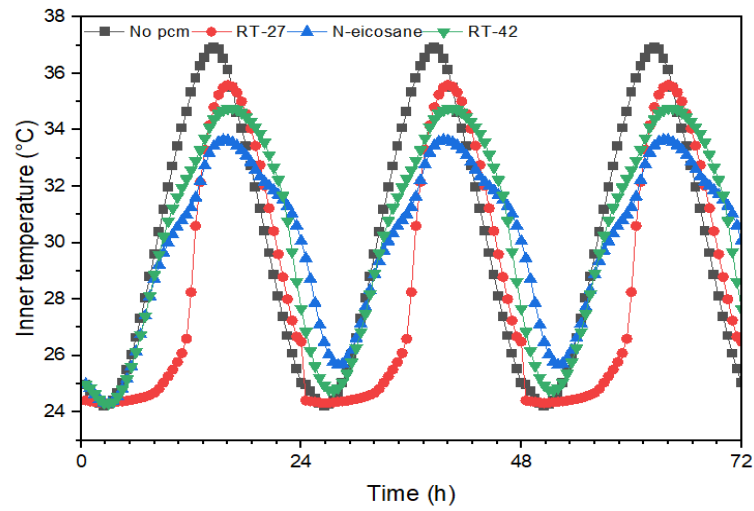 No pcm RT-27 N-eicosane RT-42
38
36
34
32
30
28
26
24
0 24 48 72
Inner temperature (°C)
Time (h)